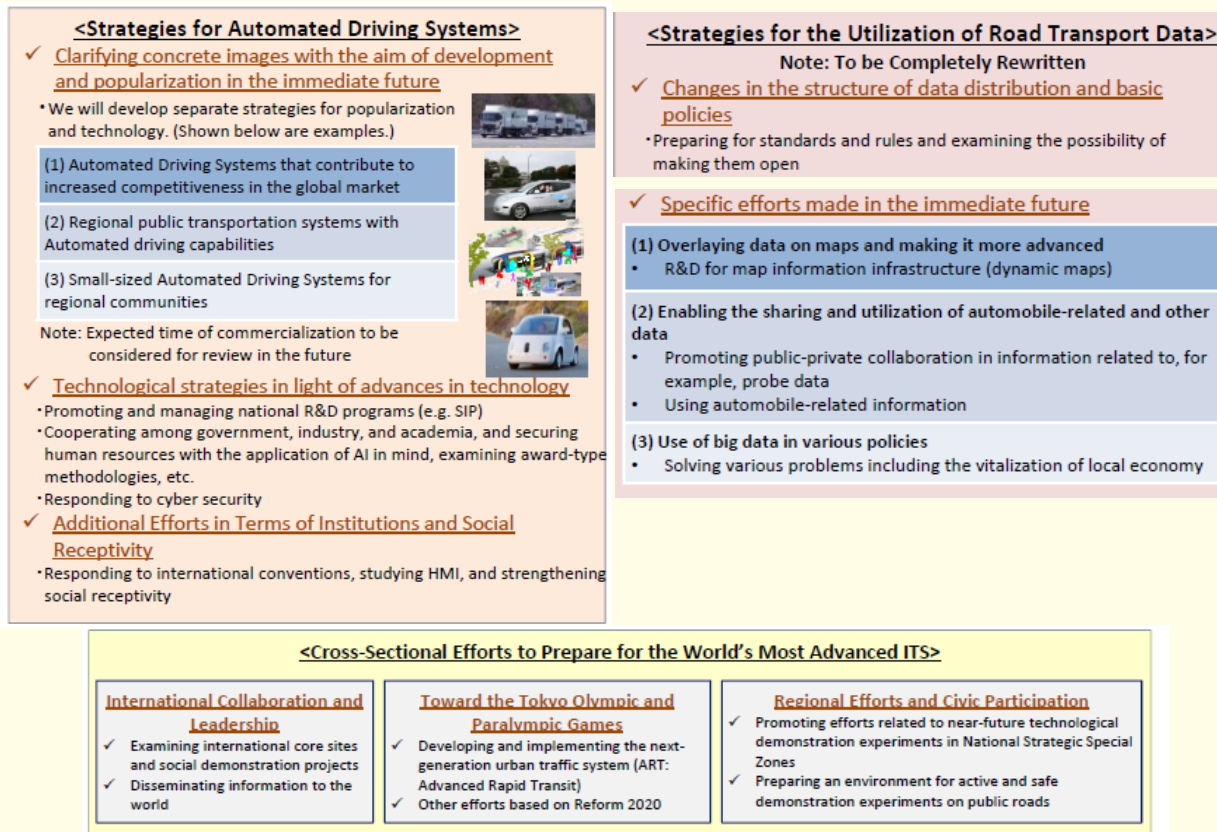 <Strategies for Automated Driving Systems>
✓ Clarifying concrete images with the aim of development
and popularization in the immediate future
・We will develop separate strategies for popularization
and technology. (Shown below are examples.)
(1) Automated Driving Systems that contribute to
increased competitiveness in the global market
(2) Regional public transportation systems with
Automated driving capabilities
(3) Small-sized Automated Driving Systems for
regional communities
Note: Expected time of commercialization to be
considered for review in the future
✓ Technological strategies in light of advances in technology
・Promoting and managing national R&D programs (e.g. SIP)
・Cooperating among government, industry, and academia, and securing
human resources with the application of AI in mind, examining award-type
methodologies, etc.
・Responding to cyber security
✓ Additional Efforts in Terms of Institutions and Social
Receptivity
・Responding to international conventions, studying HMI, and strengthening
social receptivity
<Strategies for the Utilization of Road Transport Data>
Note: To be Completely Rewritten
✓ Changes in the structure of data distribution and basic
policies
・Preparing for standards and rules and examining the possibility of
making them open
✓ Specific efforts made in the immediate future
(1) Overlaying data on maps and making it more advanced
• R&D for map information infrastructure (dynamic maps)
(2) Enabling the sharing and utilization of automobile-related and other
data
• Promoting public-private collaboration in information related to, for
example, probe data
• Using automobile-related information
(3) Use of big data in various policies
• Solving various problems including the vitalization of local economy
<Cross-Sectional Efforts to Prepare for the World's Most Advanced ITS>
International Collaboration and
Leadership
✓ Examining international core sites
and social demonstration projects
✓ Disseminating information to the
world
Toward the Tokyo Olympic and
Paralympic Games
✓ Developing and implementing the next-
generation urban traffic system (ART:
Advanced Rapid Transit)
✓ Other efforts based on Reform 2020
Regional Efforts and Civic Participation
✓ Promoting efforts related to near-future technological
demonstration experiments in National Strategic Special
Zones
✓ Preparing an environment for active and safe
demonstration experiments on public roads